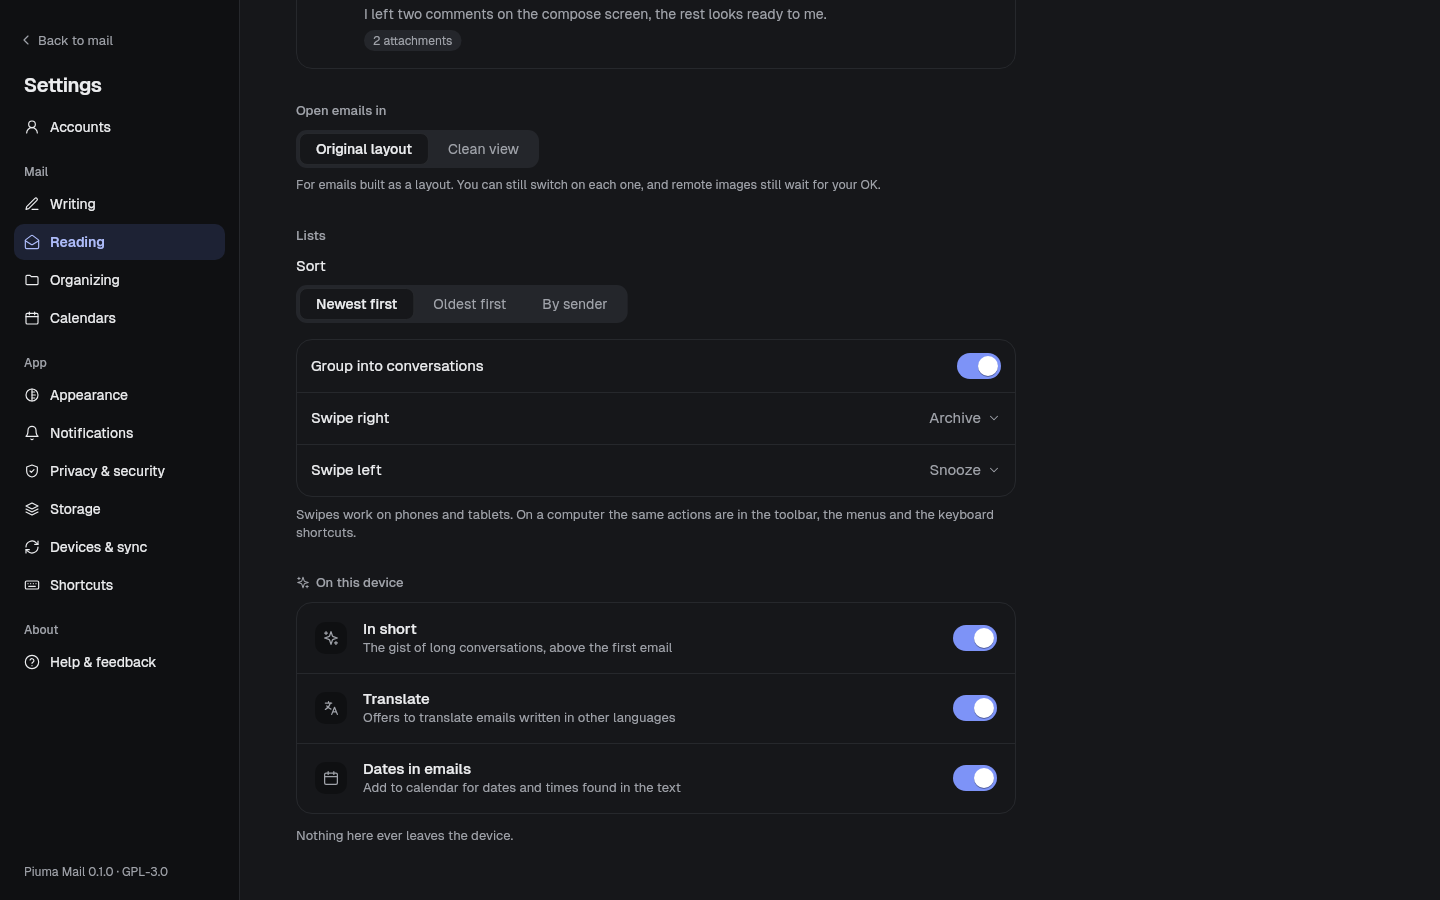 Back to mail
Settings
Accounts
Mail
Writing
Reading
Organizing
Calendars
App
Appearance
Notifications
Privacy & security
Storage
Devices & sync
Shortcuts
About
Help & feedback
Piuma Mail 0.1.0 · GPL-3.0
I left two comments on the compose screen, the rest looks ready to me.
2 attachments
Open emails in
Original layout
Clean view
For emails built as a layout. You can still switch on each one, and remote images still wait for your OK.
Lists
Sort
Newest first
Oldest first
By sender
Group into conversations
Swipe right
Archive
Swipe left
Snooze
Swipes work on phones and tablets. On a computer the same actions are in the toolbar, the menus and the keyboard
shortcuts.
On this device
In short
The gist of long conversations, above the first email
Translate
Offers to translate emails written in other languages
Dates in emails
Add to calendar for dates and times found in the text
Nothing here ever leaves the device.